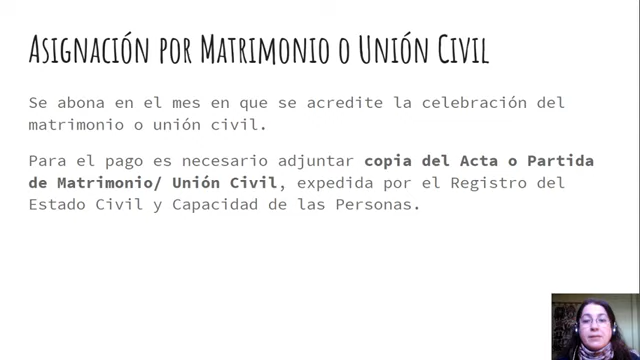 Asignación por Matrimonio o Unión Civil
Se abona en el mes en que se acredite la celebración del
matrimonio o unión civil.
Para el pago es necesario adjuntar copia del Acta o Partida
de Matrimonio/ Unión Civil, expedida por el Registro del
Estado Civil y Capacidad de las Personas.